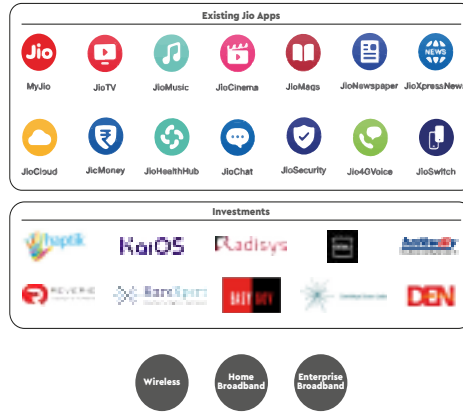 Existing Jio Apps
Jio
NEWS
MyJio JioTV JioMusic JioCinema JioMags JioNewspaper JioXpressNews
JioCloud JioMoney JioHealthHub JioChat JioSecurity Jio4GVoice JioSwitch
Investments
haptik KaiOS Radisys
REVERIE DEN
Wireless Home Broadband Enterprise Broadband